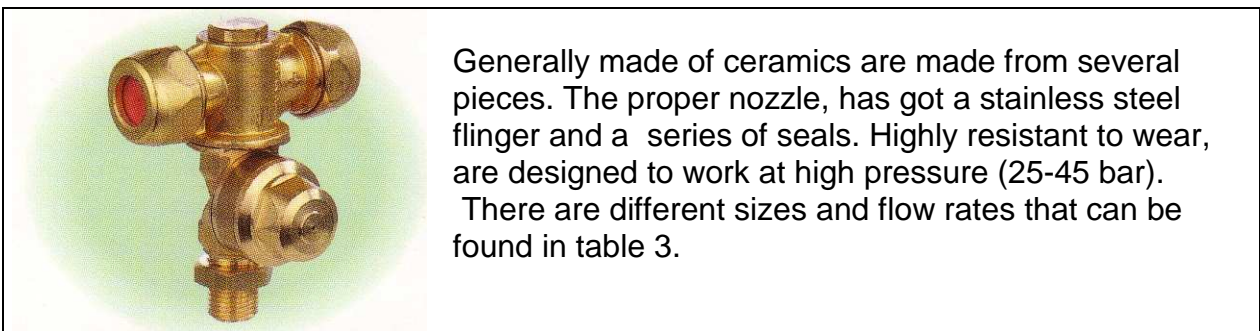 Generally made of ceramics are made from several
pieces. The proper nozzle, has got a stainless steel
flinger and a series of seals. Highly resistant to wear,
are designed to work at high pressure (25-45 bar).
There are different sizes and flow rates that can be
found in table 3.